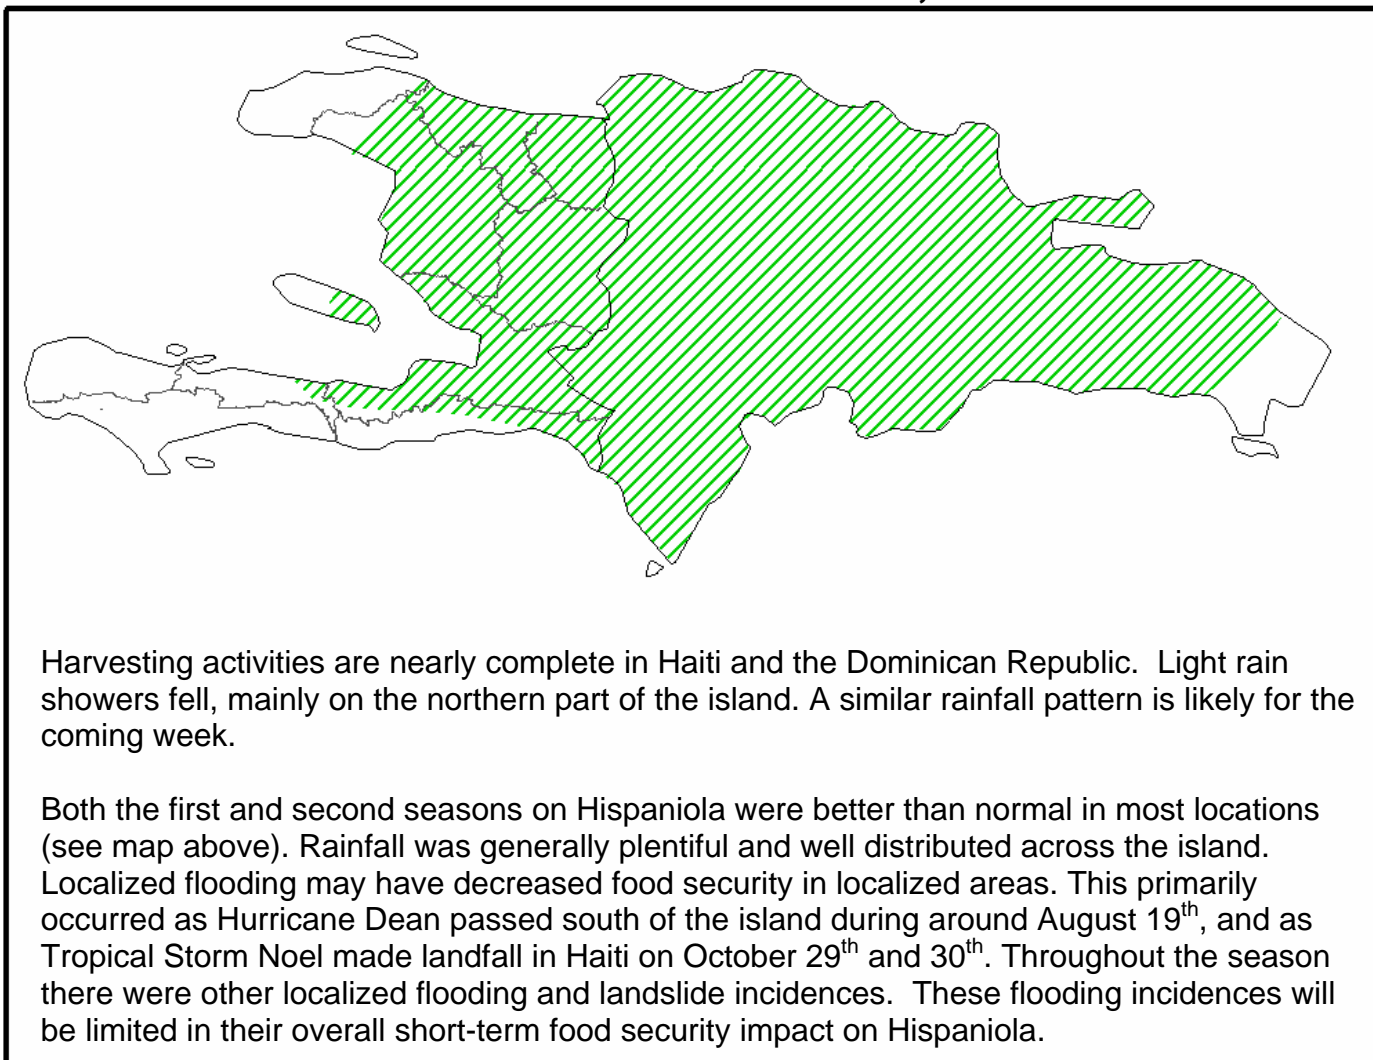 Harvesting activities are nearly complete in Haiti and the Dominican Republic.  Light rain
showers fell, mainly on the northern part of the island. A similar rainfall pattern is likely for the
coming week.
Both the first and second seasons on Hispaniola were better than normal in most locations
(see map above). Rainfall was generally plentiful and well distributed across the island.
Localized flooding may have decreased food security in localized areas. This primarily
occurred as Hurricane Dean passed south of the island during around August 19th, and as
Tropical Storm Noel made landfall in Haiti on October 29th and 30th. Throughout the season
there were other localized flooding and landslide incidences.  These flooding incidences will
be limited in their overall short-term food security impact on Hispaniola.